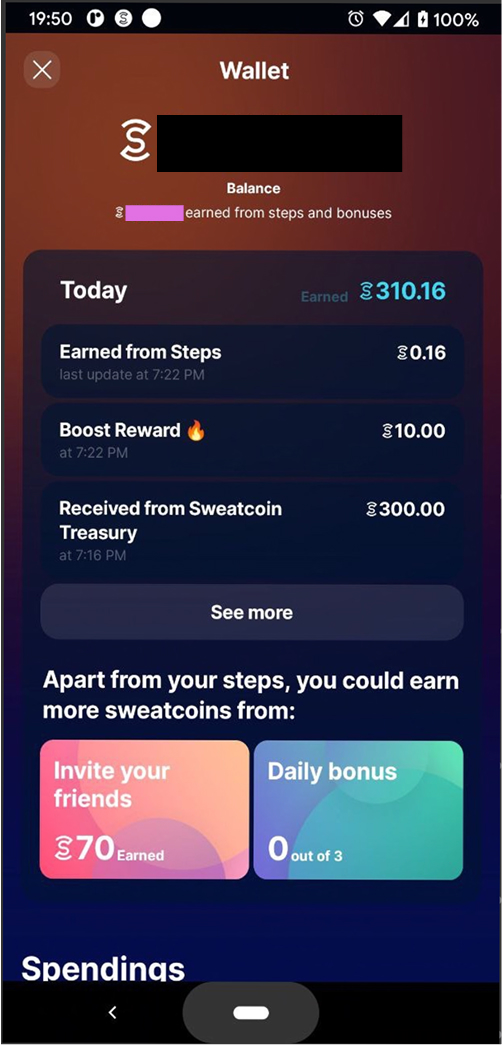 19:50 100%
Wallet
Balance
earned from steps and bonuses
Today Earned 310.16
Earned from Steps 0.16
last update at 7:22 PM
Boost Reward 🔥 10.00
at 7:22 PM
Received from Sweatcoin 300.00
Treasury
at 7:16 PM
See more
Apart from your steps, you could earn
more sweatcoins from:
Invite your
friends
70 Earned
Daily bonus
0 out of 3
Spendings